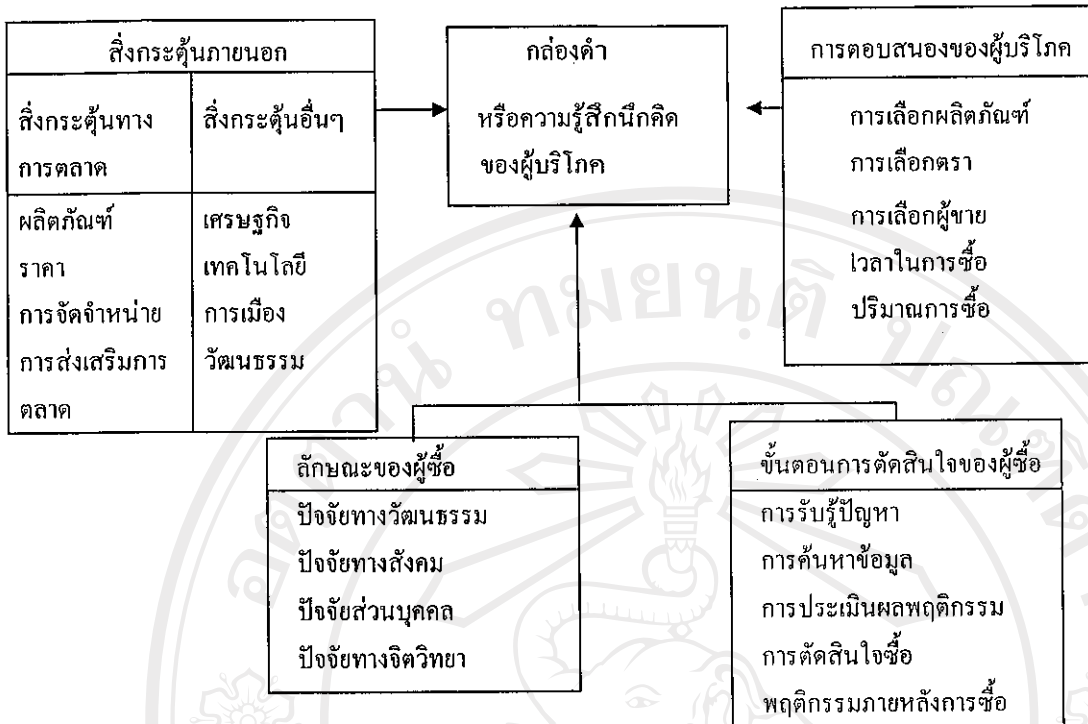 สิ่งกระตุ้นภายนอก
สิ่งกระตุ้นทาง
การตลาด
สิ่งกระตุ้นอื่นๆ
ผลิตภัณฑ์
ราคา
การจัดจำหน่าย
การส่งเสริมการ
ตลาด
เศรษฐกิจ
เทคโนโลยี
การเมือง
วัฒนธรรม
กล่องดำ
หรือความรู้สึกนึกคิด
ของผู้บริโภค
การตอบสนองของผู้บริโภค
การเลือกผลิตภัณฑ์
การเลือกตรา
การเลือกผู้ขาย
เวลาในการซื้อ
ปริมาณการซื้อ
ลักษณะของผู้ซื้อ
ปัจจัยทางวัฒนธรรม
ปัจจัยทางสังคม
ปัจจัยส่วนบุคคล
ปัจจัยทางจิตวิทยา
ขั้นตอนการตัดสินใจของผู้ซื้อ
การรับรู้ปัญหา
การค้นหาข้อมูล
การประเมินผลพฤติกรรม
การตัดสินใจซื้อ
พฤติกรรมภายหลังการซื้อ